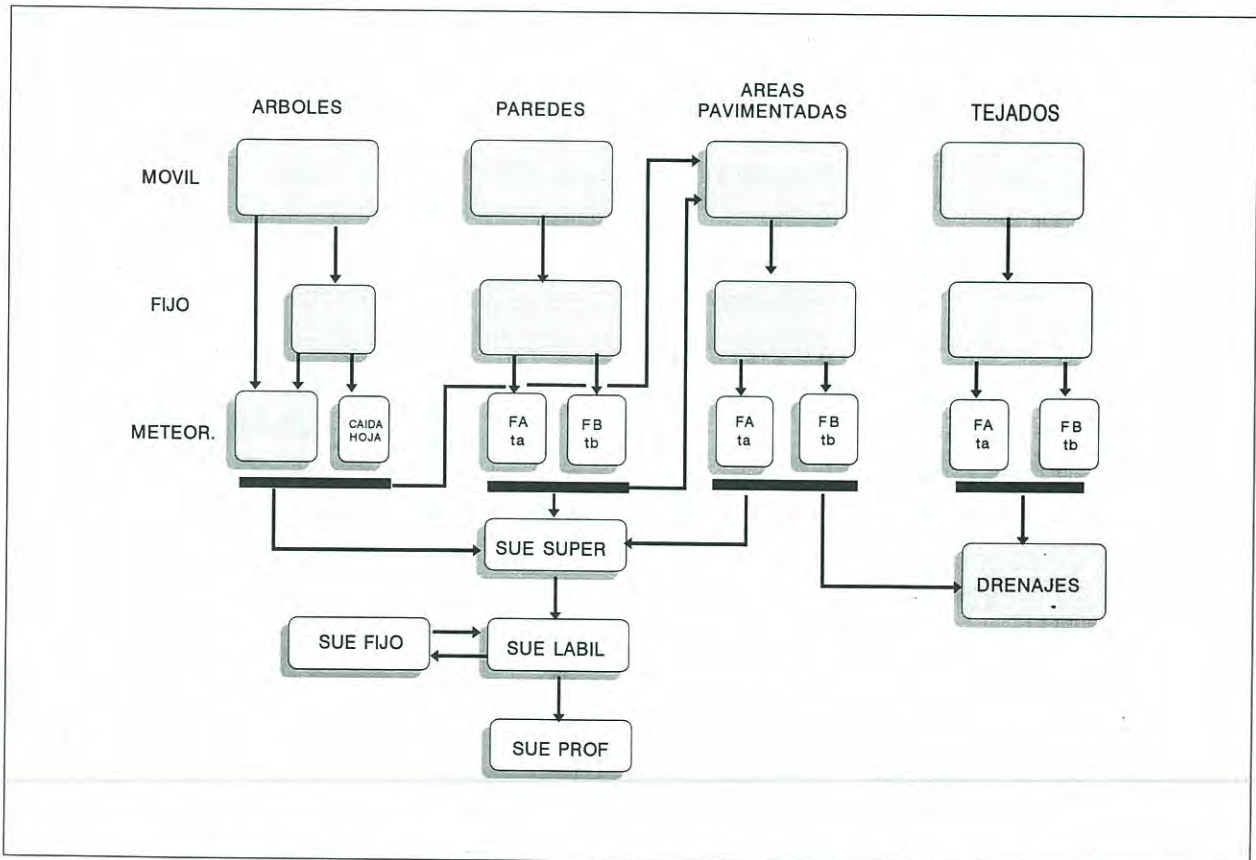 ARBOLES
PAREDES
AREAS
PAVIMENTADAS
TEJADOS
MOVIL
FIJO
METEOR.
CAIDA
HOJA
FA
ta
FB
tb
FA
ta
FB
tb
FA
ta
FB
tb
SUE SUPER
DRENAJES
SUE FIJO
SUE LABIL
SUE PROF